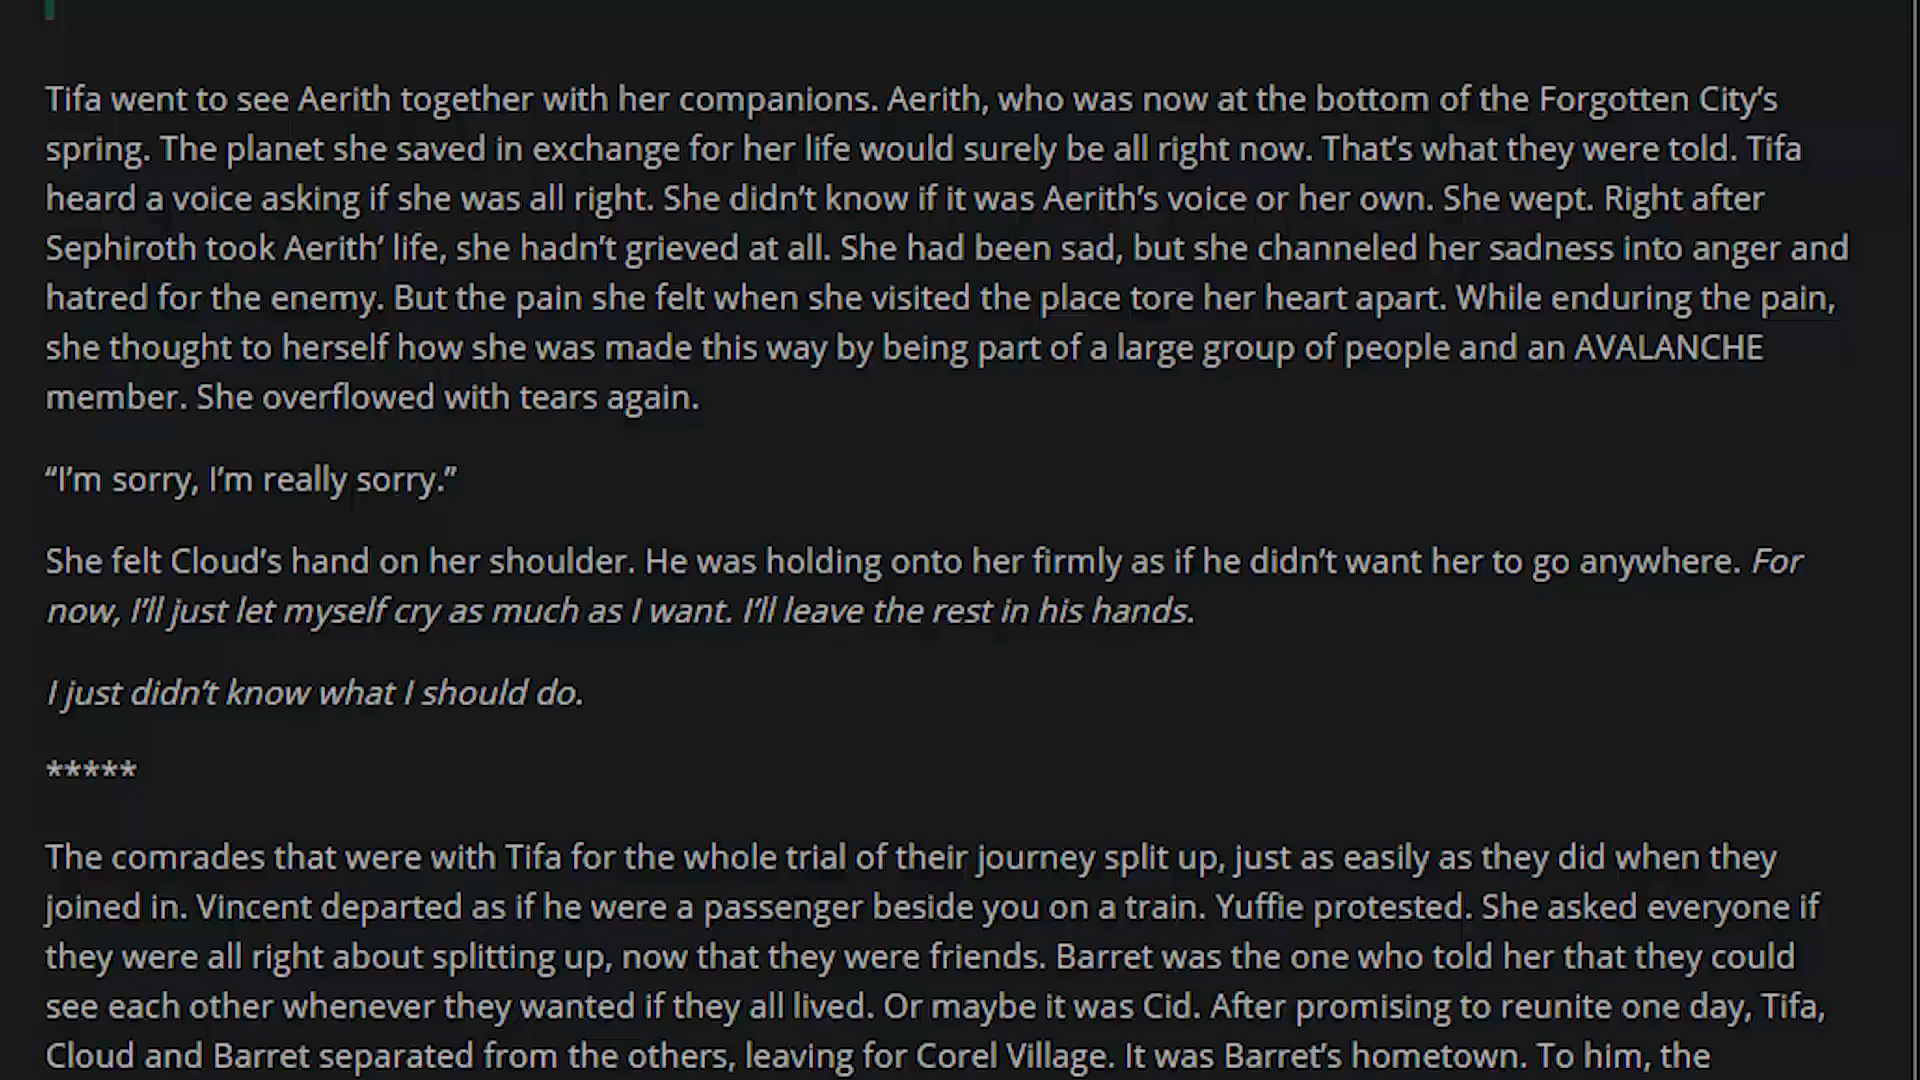 Tifa went to see Aerith together with her companions. Aerith, who was now at the bottom of the Forgotten City’s
spring. The planet she saved in exchange for her life would surely be all right now. That’s what they were told. Tifa
heard a voice asking if she was all right. She didn’t know if it was Aerith’s voice or her own. She wept. Right after
Sephiroth took Aerith’ life, she hadn’t grieved at all. She had been sad, but she channeled her sadness into anger and
hatred for the enemy. But the pain she felt when she visited the place tore her heart apart. While enduring the pain,
she thought to herself how she was made this way by being part of a large group of people and an AVALANCHE
member. She overflowed with tears again.
“I’m sorry, I’m really sorry.”
She felt Cloud’s hand on her shoulder. He was holding onto her firmly as if he didn’t want her to go anywhere. For
now, I’ll just let myself cry as much as I want. I’ll leave the rest in his hands.
I just didn’t know what I should do.
*****
The comrades that were with Tifa for the whole trial of their journey split up, just as easily as they did when they
joined in. Vincent departed as if he were a passenger beside you on a train. Yuffie protested. She asked everyone if
they were all right about splitting up, now that they were friends. Barret was the one who told her that they could
see each other whenever they wanted if they all lived. Or maybe it was Cid. After promising to reunite one day, Tifa,
Cloud and Barret separated from the others, leaving for Corel Village. It was Barret’s hometown. To him, the